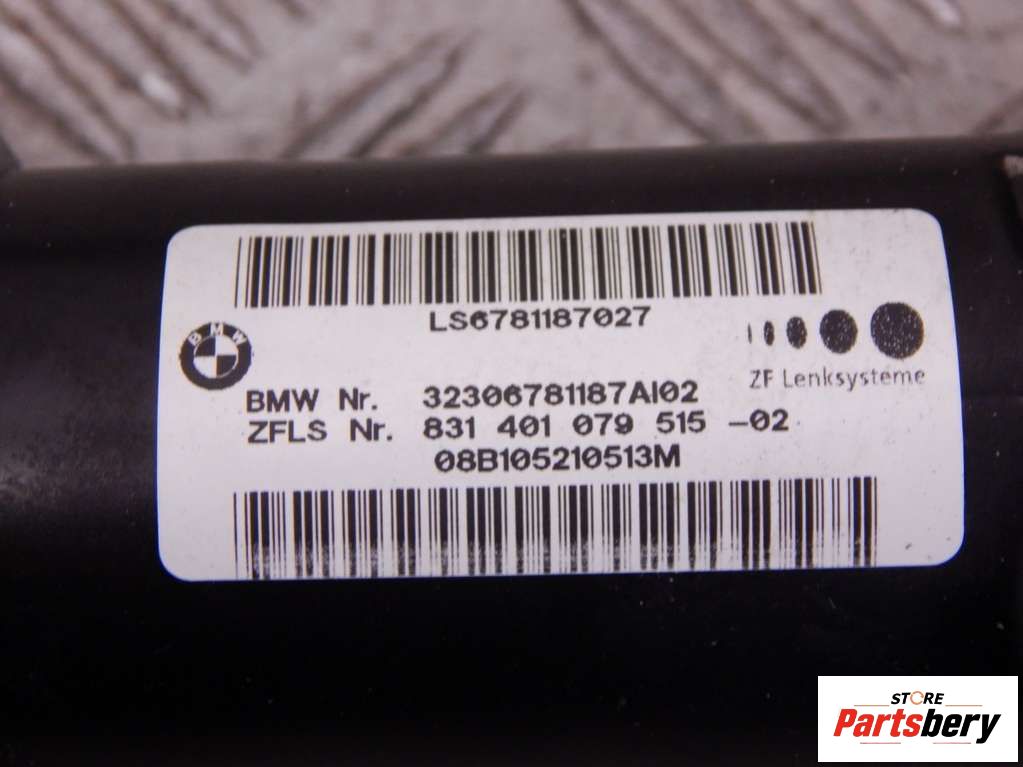 LS6781187027
BMW
ZF Lenksysteme
BMW Nr. 32306781187AI02
ZFLS Nr. 831 401 079 515 -02
08B105210513M
STORE
Partsbery